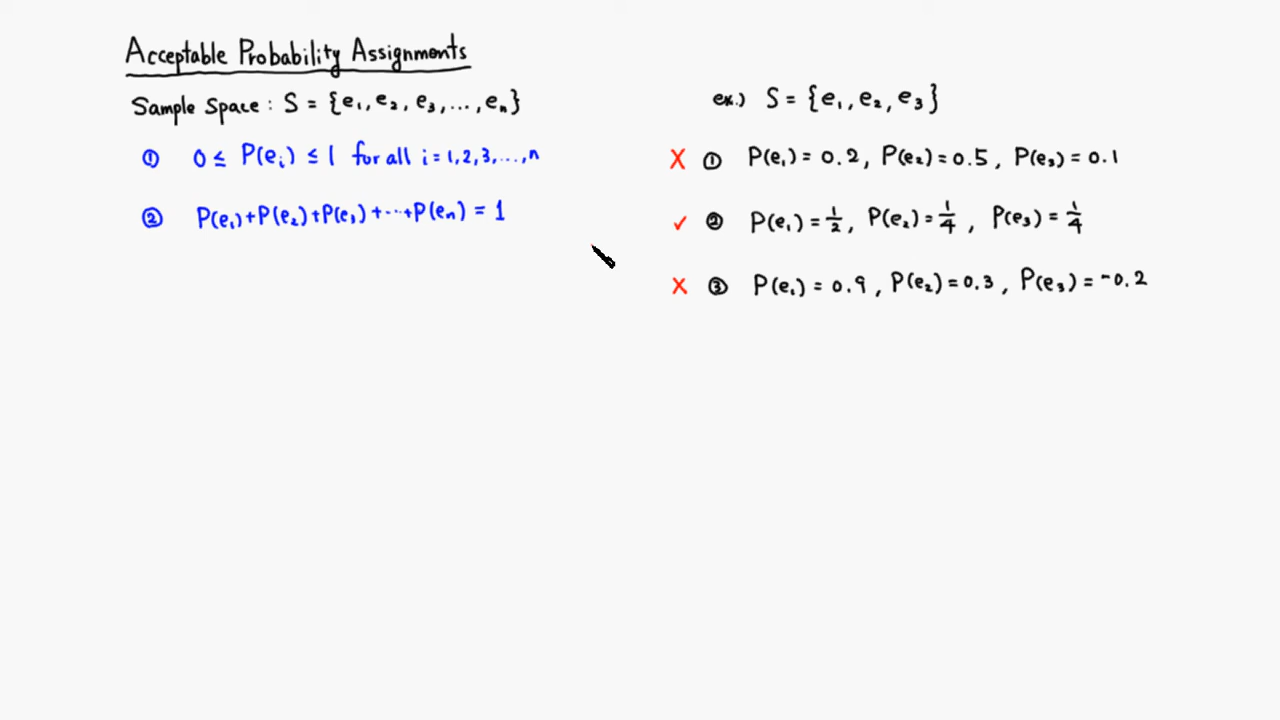 Acceptable Probability Assignments
Sample Space : S = {e₁, e₂, e₃, ..., eₙ}
① 0 ≤ P(eᵢ) ≤ 1 for all i = 1, 2, 3, ..., n
② P(e₁)+P(e₂)+P(e₃)+⋯+P(eₙ) = 1
ex.) S = {e₁, e₂, e₃}
X ① P(e₁) = 0.2, P(e₂) = 0.5, P(e₃) = 0.1
✓ ② P(e₁) = 1/2, P(e₂) = 1/4, P(e₃) = 1/4
X ③ P(e₁) = 0.9, P(e₂) = 0.3, P(e₃) = -0.2